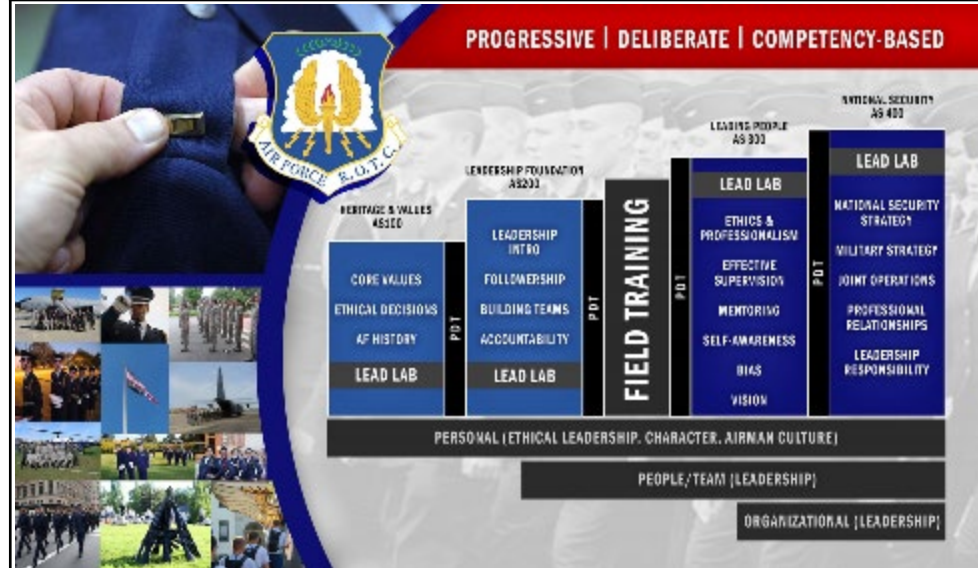 PROGRESSIVE | DELIBERATE | COMPETENCY-BASED
AIR FORCE R.O.T.C.
HERITAGE & VALUES
AS100
CORE VALUES
ETHICAL DECISIONS
AF HISTORY
LEAD LAB
PDT
LEADERSHIP FOUNDATION
AS200
LEADERSHIP
INTRO
FOLLOWERSHIP
BUILDING TEAMS
ACCOUNTABILITY
LEAD LAB
PDT
FIELD TRAINING
PDT
LEADING PEOPLE
AS 300
LEAD LAB
ETHICS &
PROFESSIONALISM
EFFECTIVE
SUPERVISION
MENTORING
SELF-AWARENESS
BIAS
VISION
PDT
NATIONAL SECURITY
AS 400
LEAD LAB
NATIONAL SECURITY
STRATEGY
MILITARY STRATEGY
JOINT OPERATIONS
PROFESSIONAL
RELATIONSHIPS
LEADERSHIP
RESPONSIBILITY
PERSONAL (ETHICAL LEADERSHIP, CHARACTER, AIRMAN CULTURE)
PEOPLE/TEAM (LEADERSHIP)
ORGANIZATIONAL (LEADERSHIP)